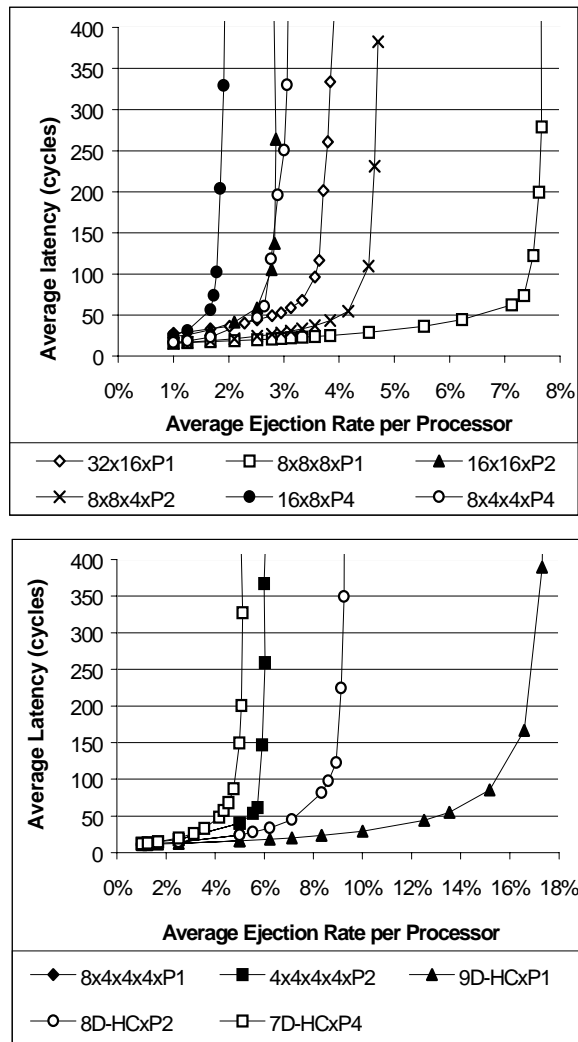 400
350
300
250
200
150
100
50
0
Average latency (cycles)
0% 1% 2% 3% 4% 5% 6% 7% 8%
Average Ejection Rate per Processor
32x16xP1 8x8x8xP1 16x16xP2
8x8x4xP2 16x8xP4 8x4x4xP4
400
350
300
250
200
150
100
50
0
Average Latency (cycles)
0% 2% 4% 6% 8% 10% 12% 14% 16% 18%
Average Ejection Rate per Processor
8x4x4x4xP1 4x4x4x4xP2 9D-HCxP1
8D-HCxP2 7D-HCxP4